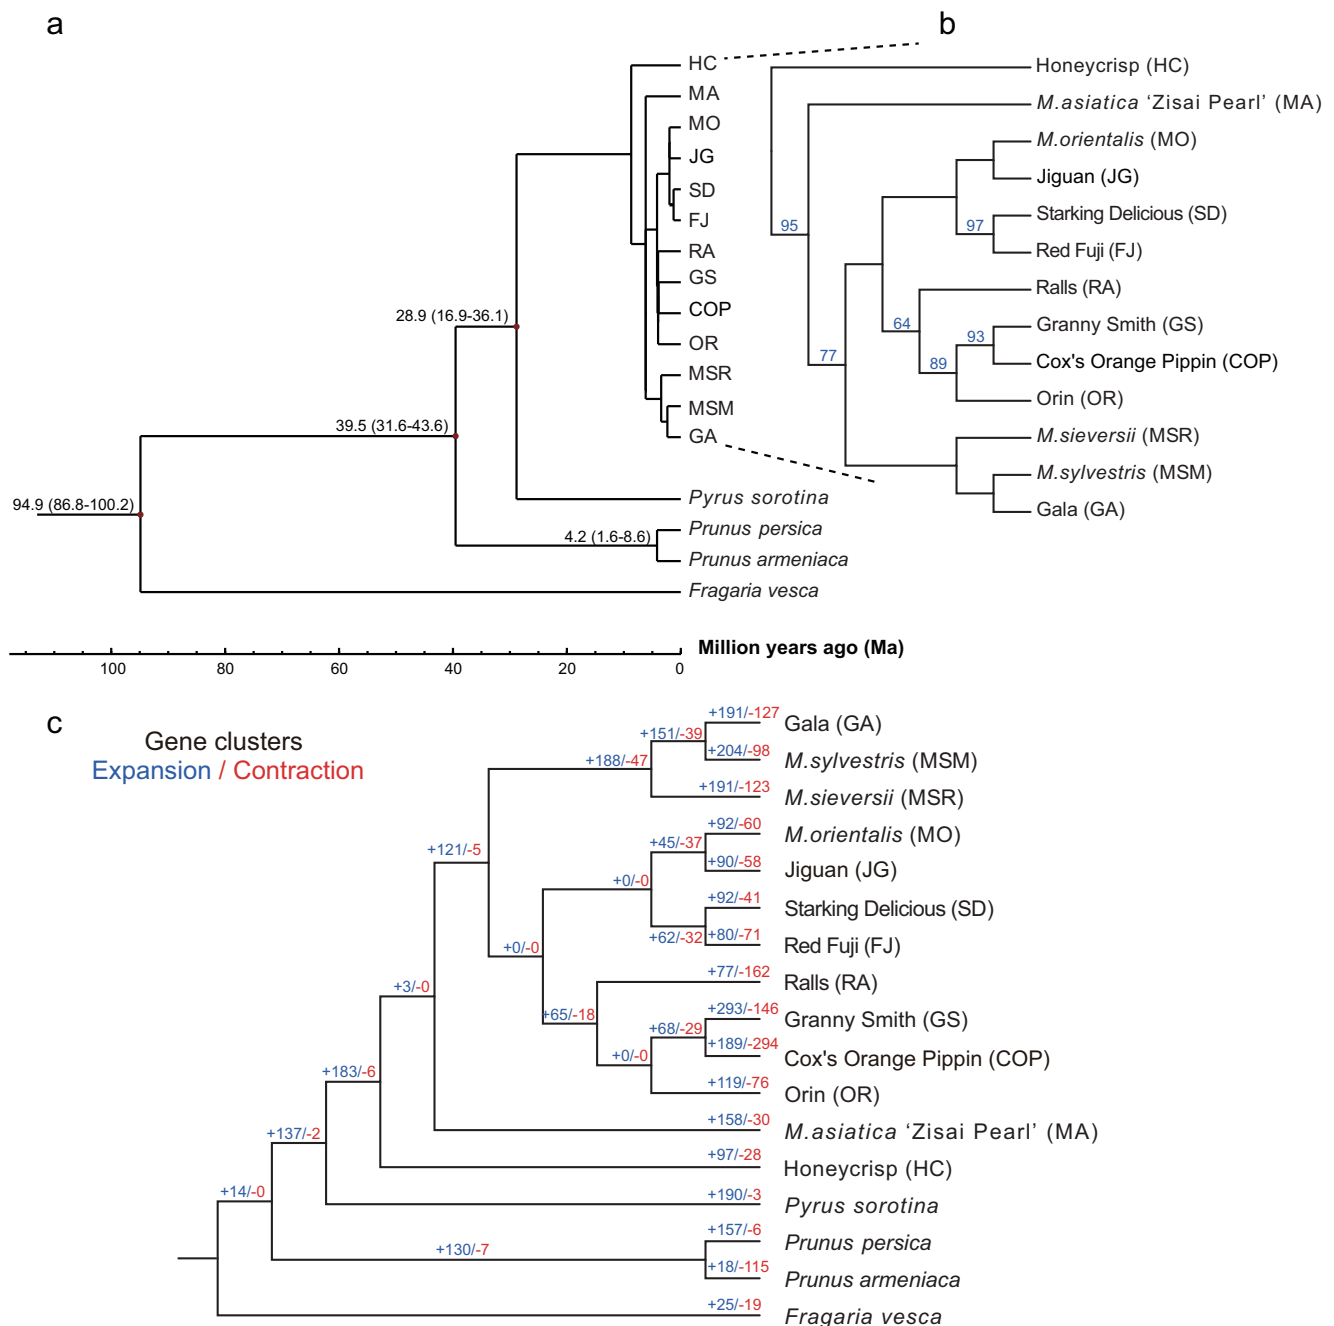 a
HC
MA
MO
JG
SD
FJ
RA
GS
COP
OR
MSR
MSM
GA
Pyrus sorotina
Prunus persica
Prunus armeniaca
Fragaria vesca
28.9 (16.9-36.1)
39.5 (31.6-43.6)
94.9 (86.8-100.2)
4.2 (1.6-8.6)
100 80 60 40 20 0
Million years ago (Ma)
b
Honeycrisp (HC)
M.asiatica ‘Zisai Pearl’ (MA)
M.orientalis (MO)
Jiguan (JG)
Starking Delicious (SD)
Red Fuji (FJ)
Ralls (RA)
Granny Smith (GS)
Cox's Orange Pippin (COP)
Orin (OR)
M.sieversii (MSR)
M.sylvestris (MSM)
Gala (GA)
95
97
64
93
77
89
c
Gene clusters
Expansion / Contraction
+191/-127
Gala (GA)
+151/-39
+204/-98
M.sylvestris (MSM)
+188/-47
+191/-123
M.sieversii (MSR)
+92/-60
M.orientalis (MO)
+45/-37
+121/-5
+90/-58
Jiguan (JG)
+0/-0
+92/-41
Starking Delicious (SD)
+62/-32
+80/-71
Red Fuji (FJ)
+0/-0
+77/-162
Ralls (RA)
+3/-0
+65/-18
+293/-146
Granny Smith (GS)
+68/-29
+189/-294
Cox's Orange Pippin (COP)
+0/-0
+119/-76
Orin (OR)
+183/-6
+158/-30
M.asiatica ‘Zisai Pearl’ (MA)
+137/-2
+97/-28
Honeycrisp (HC)
+14/-0
+190/-3
Pyrus sorotina
+157/-6
Prunus persica
+130/-7
+18/-115
Prunus armeniaca
+25/-19
Fragaria vesca